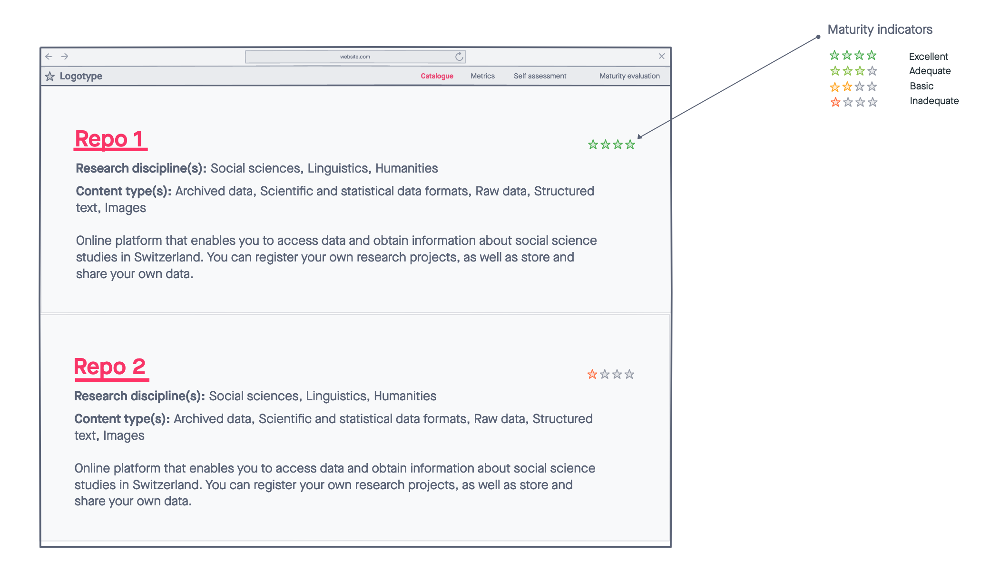 Maturity indicators
Excellent
Adequate
Basic
Inadequate
website.com
Logotype
Catalogue
Metrics
Self assessment
Maturity evaluation
Repo 1
Research discipline(s): Social sciences, Linguistics, Humanities
Content type(s): Archived data, Scientific and statistical data formats, Raw data, Structured
text, Images
Online platform that enables you to access data and obtain information about social science
studies in Switzerland. You can register your own research projects, as well as store and
share your own data.
Repo 2
Research discipline(s): Social sciences, Linguistics, Humanities
Content type(s): Archived data, Scientific and statistical data formats, Raw data, Structured
text, Images
Online platform that enables you to access data and obtain information about social science
studies in Switzerland. You can register your own research projects, as well as store and
share your own data.